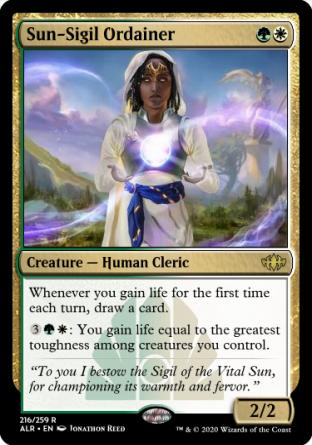 Sun-Sigil Ordainer
Creature — Human Cleric
Whenever you gain life for the first time
each turn, draw a card.
3: You gain life equal to the greatest
toughness among creatures you control.
“To you I bestow the Sigil of the Vital Sun,
for championing its warmth and fervor.”
2/2
216/259 R
ALR • EN Jonathon Reed
™ & © 2020 Wizards of the Coast